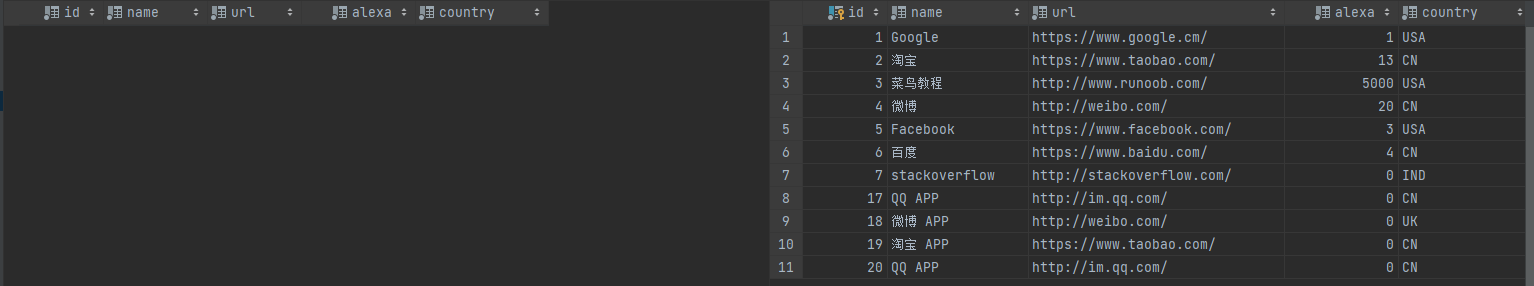 id name url alexa country
id name url alexa country
1 1 Google https://www.google.cm/ 1 USA
2 2 淘宝 https://www.taobao.com/ 13 CN
3 3 菜鸟教程 http://www.runoob.com/ 5000 USA
4 4 微博 http://weibo.com/ 20 CN
5 5 Facebook https://www.facebook.com/ 3 USA
6 6 百度 https://www.baidu.com/ 4 CN
7 7 stackoverflow http://stackoverflow.com/ 0 IND
8 17 QQ APP http://im.qq.com/ 0 CN
9 18 微博 APP http://weibo.com/ 0 UK
10 19 淘宝 APP https://www.taobao.com/ 0 CN
11 20 QQ APP http://im.qq.com/ 0 CN